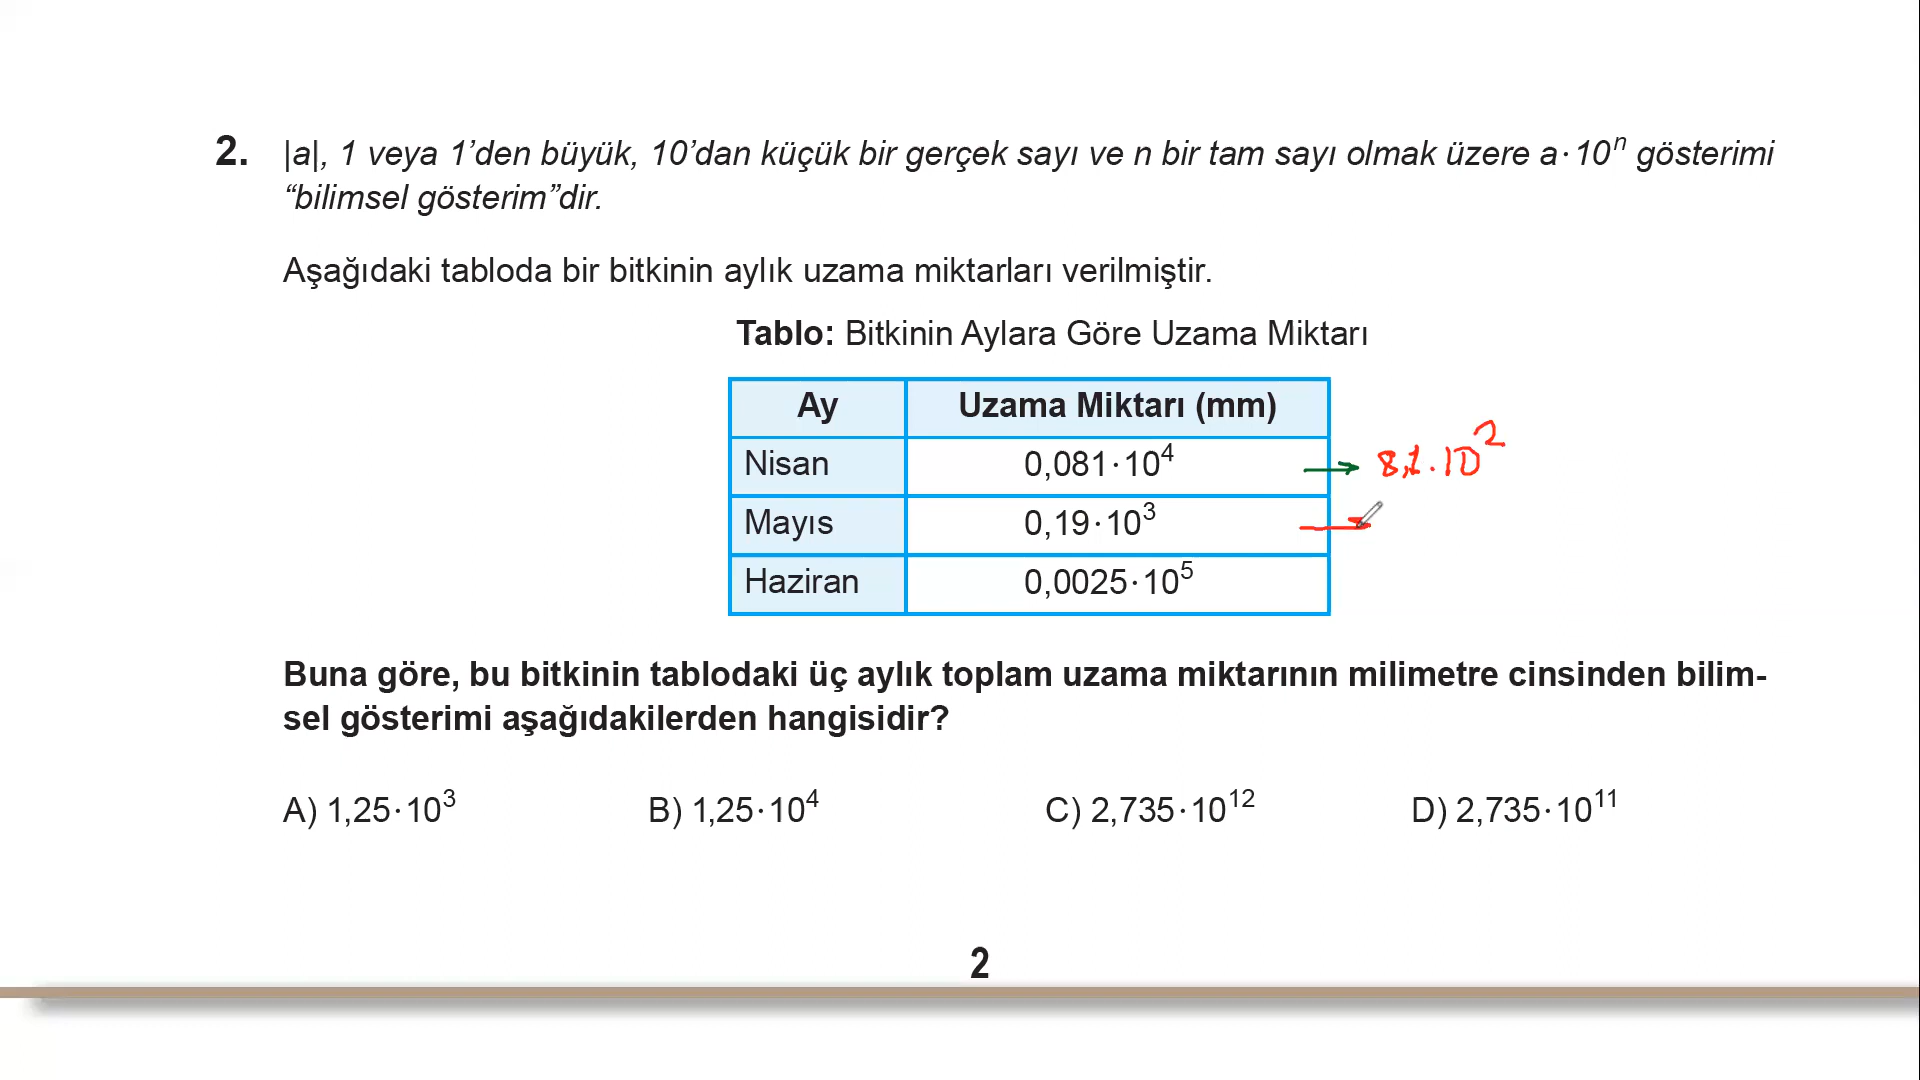 2. |a|, 1 veya 1’den büyük, 10’dan küçük bir gerçek sayı ve n bir tam sayı olmak üzere a·10ⁿ gösterimi
“bilimsel gösterim”dir.
Aşağıdaki tabloda bir bitkinin aylık uzama miktarları verilmiştir.
Tablo: Bitkinin Aylara Göre Uzama Miktarı
Ay Uzama Miktarı (mm)
Nisan 0,081·10⁴ → 8,1.10²
Mayıs 0,19·10³
Haziran 0,0025·10⁵
Buna göre, bu bitkinin tablodaki üç aylık toplam uzama miktarının milimetre cinsinden bilim-
sel gösterimi aşağıdakilerden hangisidir?
A) 1,25·10³ B) 1,25·10⁴ C) 2,735·10¹² D) 2,735·10¹¹
2